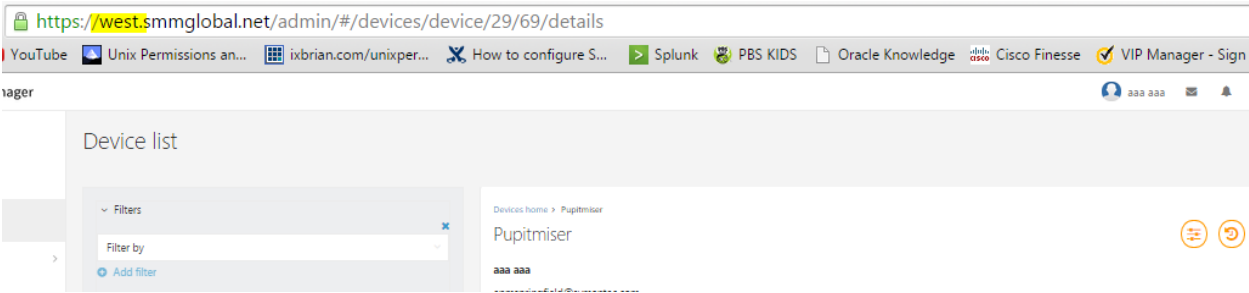 https://west.smmglobal.net/admin/#/devices/device/29/69/details
YouTube Unix Permissions an... ixbrian.com/unixper... How to configure S... Splunk PBS KIDS Oracle Knowledge Cisco Finesse VIP Manager - Sign
nager aaa aaa
Device list
Filters
Filter by
Add filter
Devices home > Pupitmiser
Pupitmiser
aaa aaa